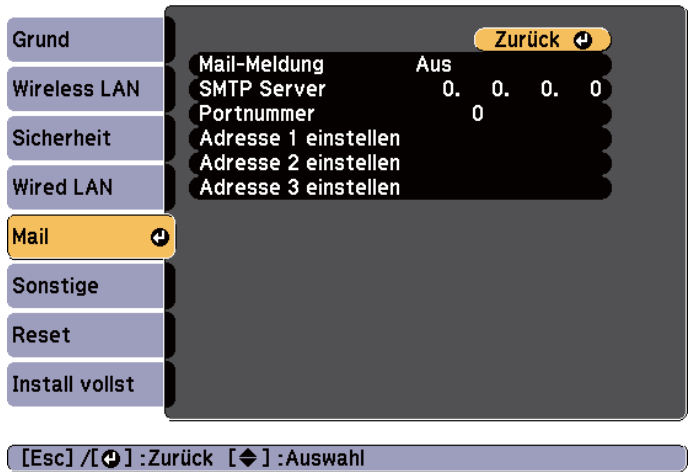 Grund
Wireless LAN
Sicherheit
Wired LAN
Mail
Sonstige
Reset
Install vollst
Zurück
Mail-Meldung Aus
SMTP Server 0. 0. 0. 0
Portnummer 0
Adresse 1 einstellen
Adresse 2 einstellen
Adresse 3 einstellen
[Esc] /[⏎] :Zurück [◆] :Auswahl